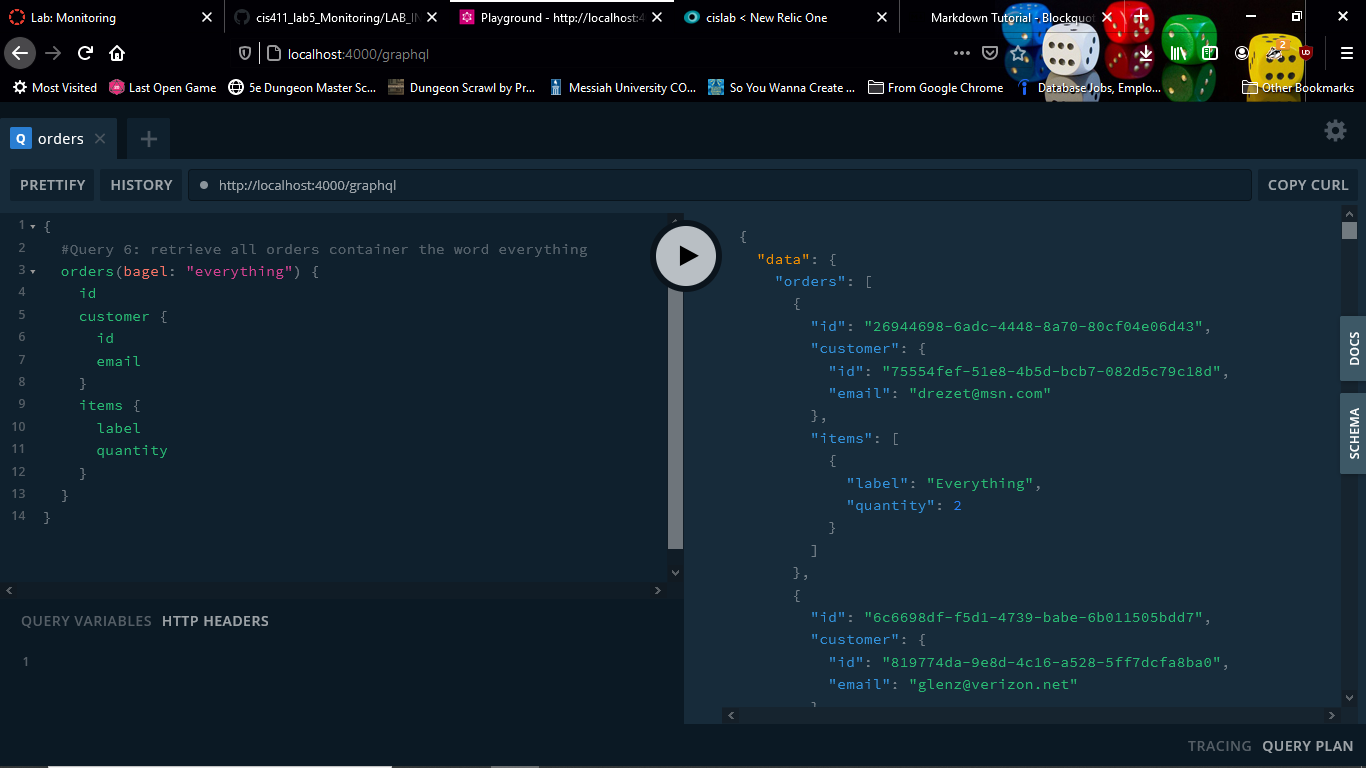 Lab: Monitoring
cis411_lab5_Monitoring/LAB_IN
Playground - http://localhost:4
cislab < New Relic One
Markdown Tutorial - Blockquot
localhost:4000/graphql
2
Most Visited
Last Open Game
5e Dungeon Master Sc...
Dungeon Scrawl by Pr...
Messiah University CO...
So You Wanna Create ...
From Google Chrome
Database Jobs, Emplo...
Other Bookmarks
Q orders
PRETTIFY
HISTORY
http://localhost:4000/graphql
COPY CURL
1 {
2 #Query 6: retrieve all orders container the word everything
3 orders(bagel: "everything") {
4 id
5 customer {
6 id
7 email
8 }
9 items {
10 label
11 quantity
12 }
13 }
14 }
QUERY VARIABLES HTTP HEADERS
1
{
"data": {
"orders": [
{
"id": "26944698-6adc-4448-8a70-80cf04e06d43",
"customer": {
"id": "75554fef-51e8-4b5d-bcb7-082d5c79c18d",
"email": "drezet@msn.com"
},
"items": [
{
"label": "Everything",
"quantity": 2
}
]
},
{
"id": "6c6698df-f5d1-4739-babe-6b011505bdd7",
"customer": {
"id": "819774da-9e8d-4c16-a528-5ff7dcfa8ba0",
"email": "glenz@verizon.net"
}
DOCS
SCHEMA
TRACING QUERY PLAN